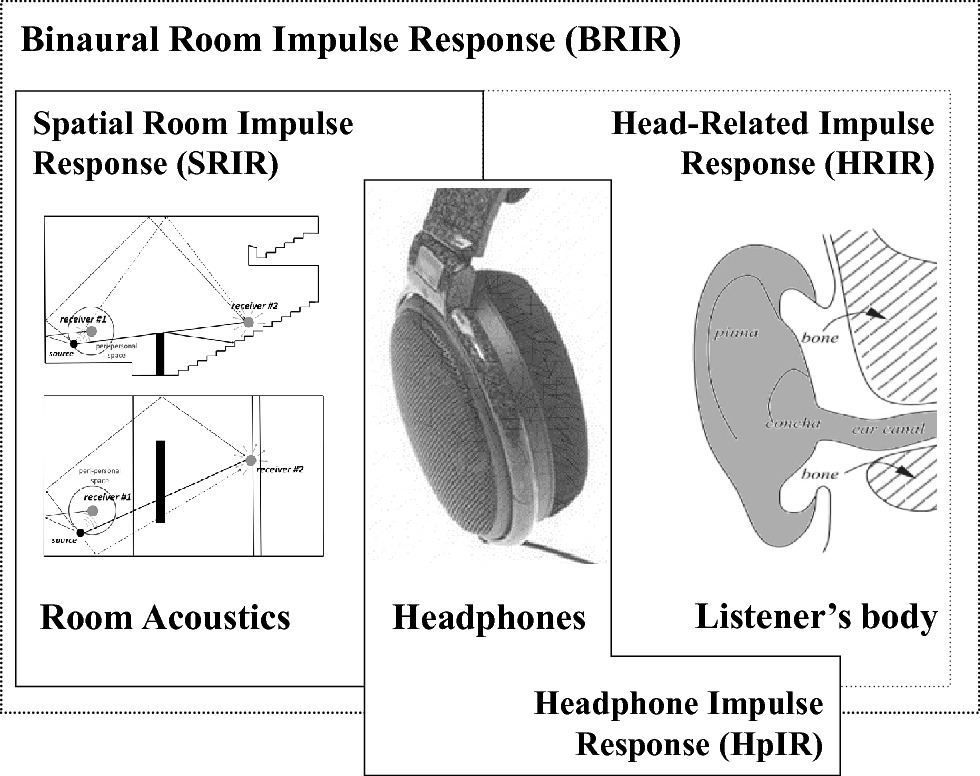 Binaural Room Impulse Response (BRIR)
Spatial Room Impulse
Response (SRIR)
Head-Related Impulse
Response (HRIR)
receiver #1
receiver #2
source
peri-personal
space
peri-personal
space
receiver #1
receiver #2
source
pinna
bone
concha
ear canal
bone
Room Acoustics
Headphones
Listener's body
Headphone Impulse
Response (HpIR)